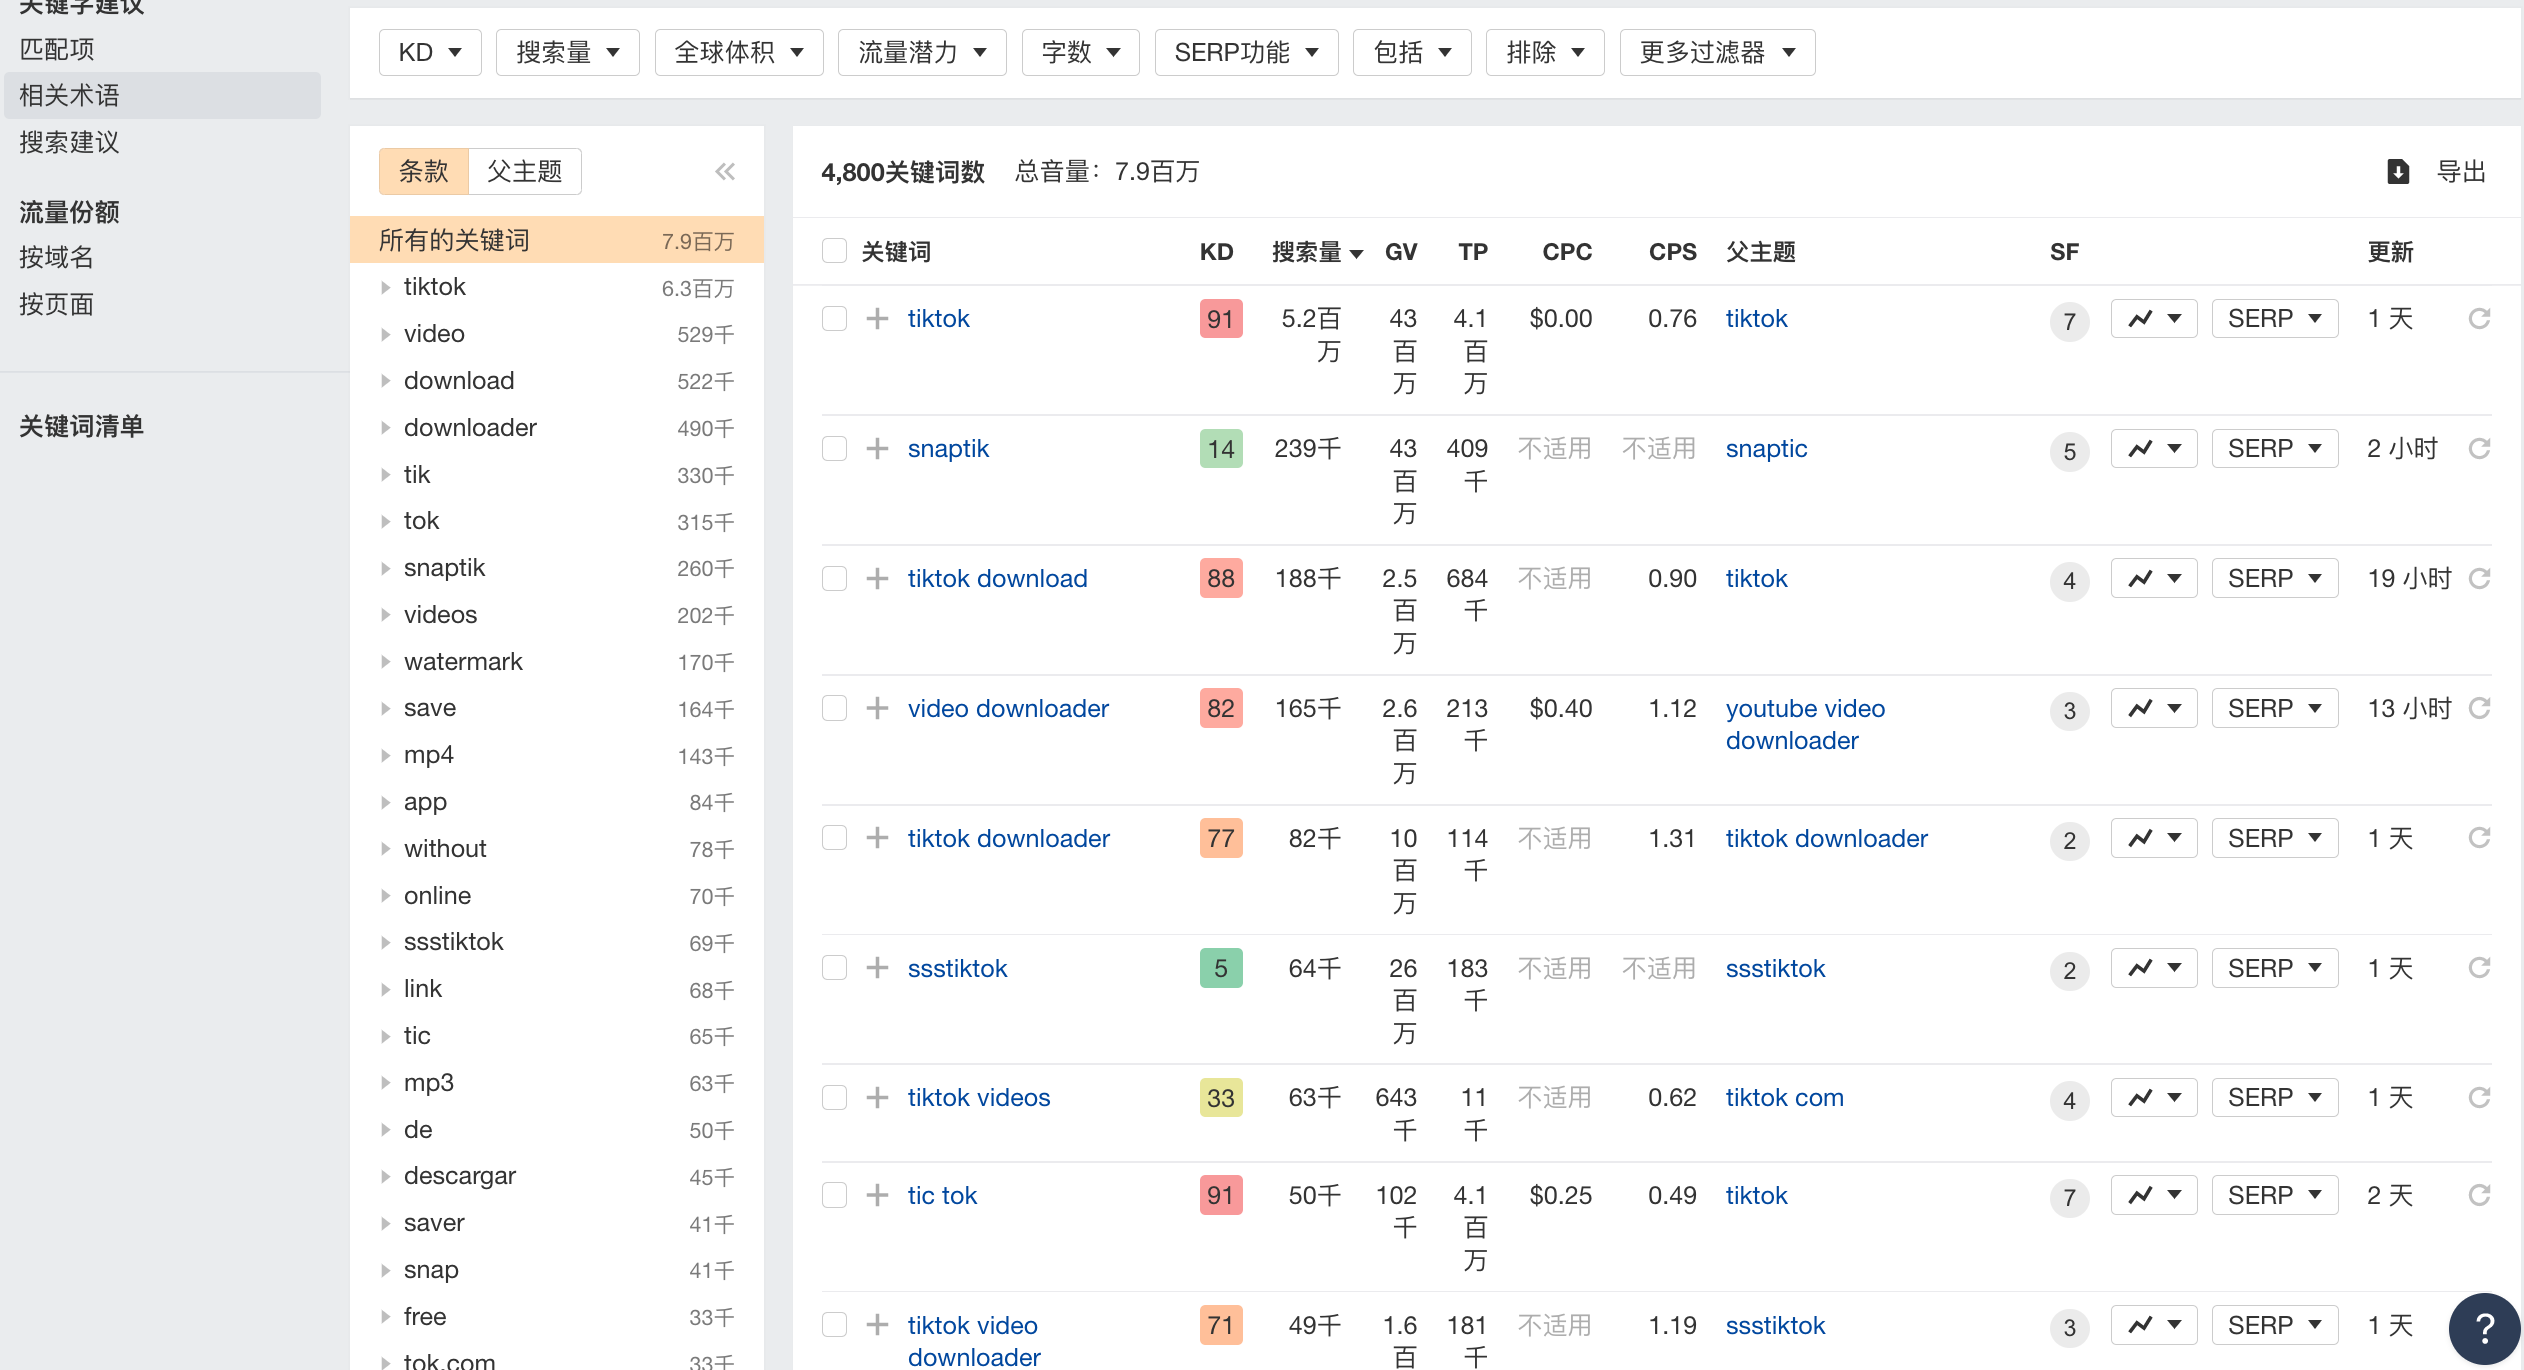 关键字建议
匹配项
相关术语
搜索建议
流量份额
按域名
按页面
关键词清单
KD 搜索量 全球体积 流量潜力 字数 SERP功能 包括 排除 更多过滤器
条款 父主题
所有的关键词 7.9百万
tiktok 6.3百万
video 529千
download 522千
downloader 490千
tik 330千
tok 315千
snaptik 260千
videos 202千
watermark 170千
save 164千
mp4 143千
app 84千
without 78千
online 70千
ssstiktok 69千
link 68千
tic 65千
mp3 63千
de 50千
descargar 45千
saver 41千
snap 41千
free 33千
tok.com 33千
4,800关键词数 总音量：7.9百万 导出
关键词 KD 搜索量 GV TP CPC CPS 父主题 SF 更新
tiktok 91 5.2百万 43百万 4.1百万 $0.00 0.76 tiktok 7 SERP 1 天
snaptik 14 239千 43百万 409千 不适用 不适用 snaptic 5 SERP 2 小时
tiktok download 88 188千 2.5百万 684千 不适用 0.90 tiktok 4 SERP 19 小时
video downloader 82 165千 2.6百万 213千 $0.40 1.12 youtube video downloader 3 SERP 13 小时
tiktok downloader 77 82千 10百万 114千 不适用 1.31 tiktok downloader 2 SERP 1 天
ssstiktok 5 64千 26百万 183千 不适用 不适用 ssstiktok 2 SERP 1 天
tiktok videos 33 63千 643千 11千 不适用 0.62 tiktok com 4 SERP 1 天
tic tok 91 50千 102千 4.1百万 $0.25 0.49 tiktok 7 SERP 2 天
tiktok video downloader 71 49千 1.6百 181千 不适用 1.19 ssstiktok 3 SERP 1 天
?